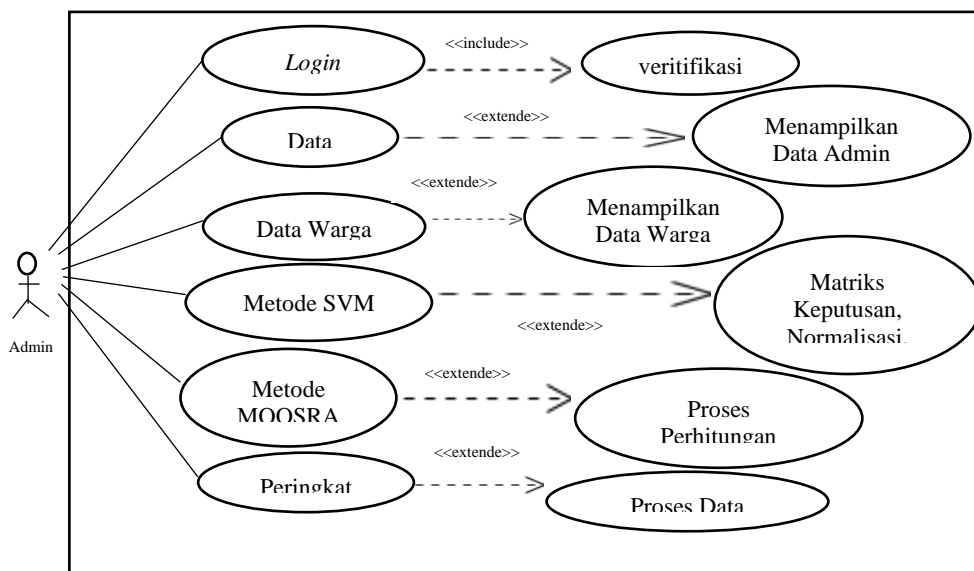 Login
<<include>>
veritifikasi
Data
<<extende>>
Menampilkan
Data Admin
Data Warga
<<extende>>
Menampilkan
Data Warga
Metode SVM
<<extende>>
Matriks
Keputusan,
Normalisasi,
Admin
Metode
MOOSRA
<<extende>>
Proses
Perhitungan
Peringkat
<<extende>>
Proses Data